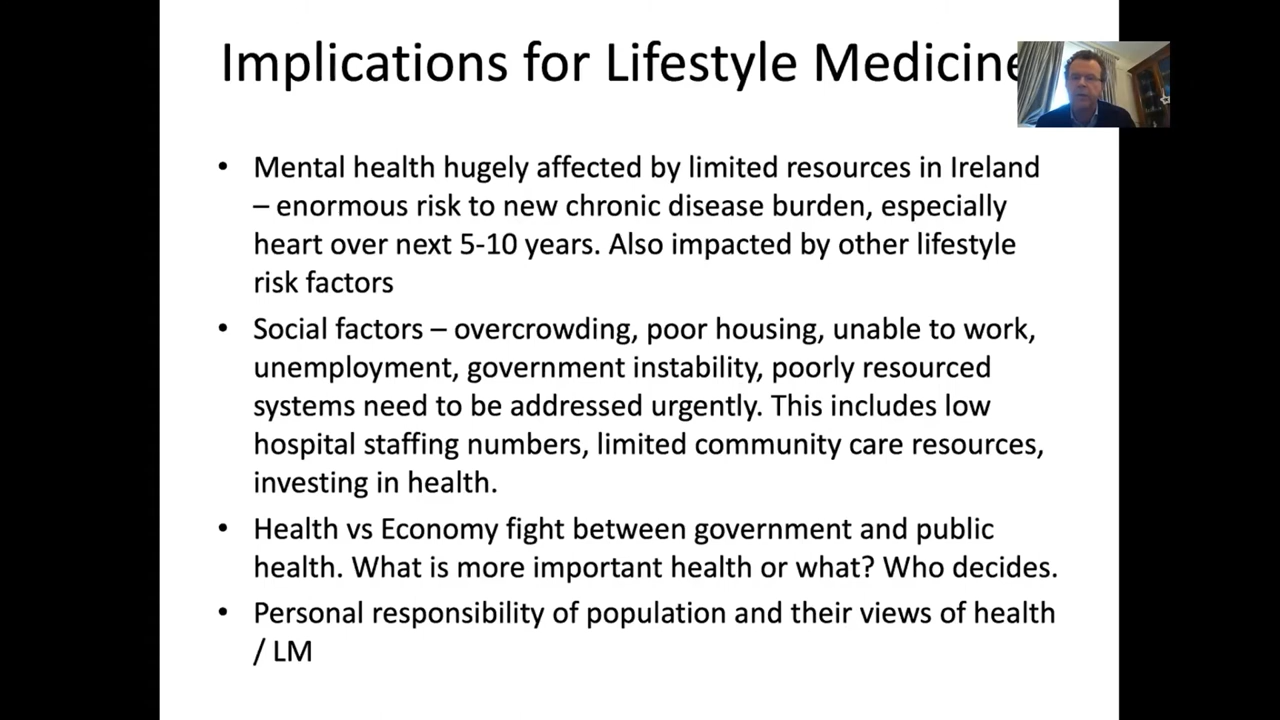 Implications for Lifestyle Medicine
• Mental health hugely affected by limited resources in Ireland
– enormous risk to new chronic disease burden, especially
heart over next 5-10 years. Also impacted by other lifestyle
risk factors
• Social factors – overcrowding, poor housing, unable to work,
unemployment, government instability, poorly resourced
systems need to be addressed urgently. This includes low
hospital staffing numbers, limited community care resources,
investing in health.
• Health vs Economy fight between government and public
health. What is more important health or what? Who decides.
• Personal responsibility of population and their views of health
/ LM